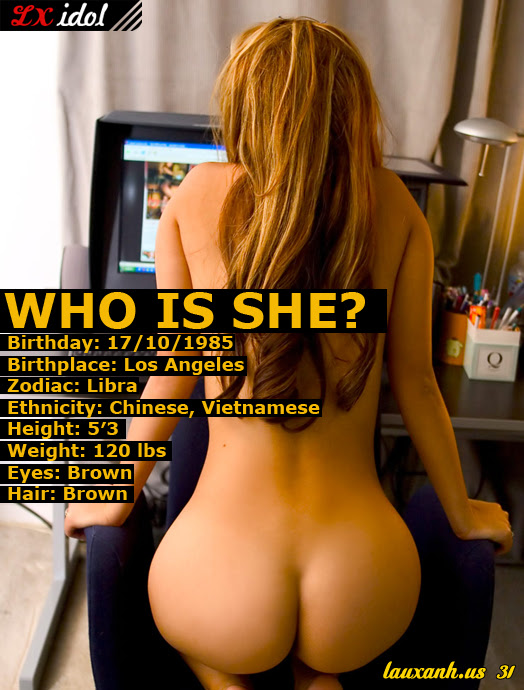 LX idol
WHO IS SHE?
Birthday: 17/10/1985
Birthplace: Los Angeles
Zodiac: Libra
Ethnicity: Chinese, Vietnamese
Height: 5’3
Weight: 120 lbs
Eyes: Brown
Hair: Brown
Q
lauxanh.us 31